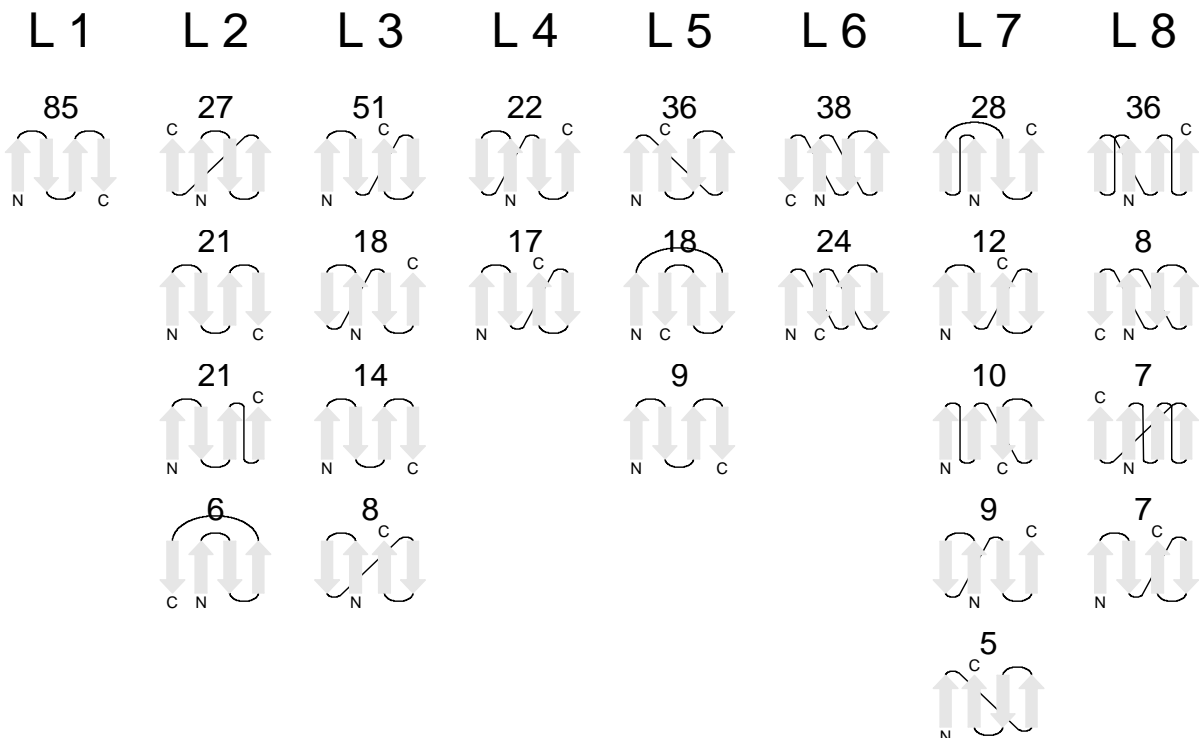 L 1 L 2 L 3 L 4 L 5 L 6 L 7 L 8
85 27 51 22 36 38 28 36
C C C C C C
N C N N N C N N N
21 18 17 18 24 12 8
C C C
N C N N N C N C N C N
21 14 9 10 7
C C
N N C N C N C N
6 8 9 7
C C C
C N N N N
5
C
N